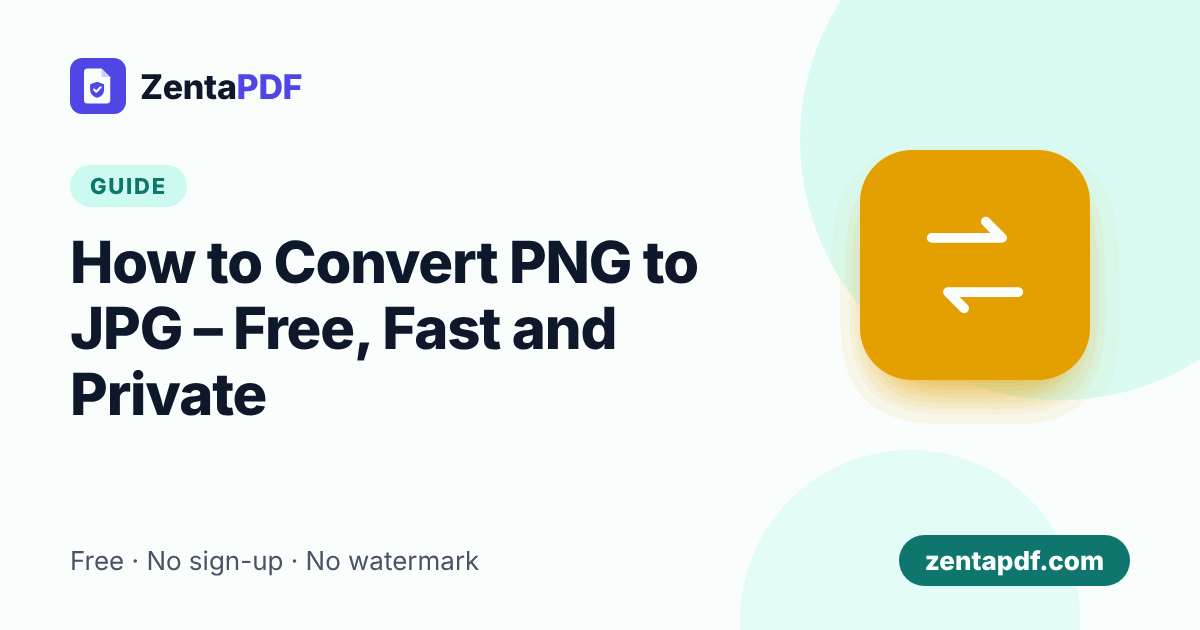 ZentaPDF
GUIDE
How to Convert PNG to
JPG – Free, Fast and
Private
Free · No sign-up · No watermark
zentapdf.com